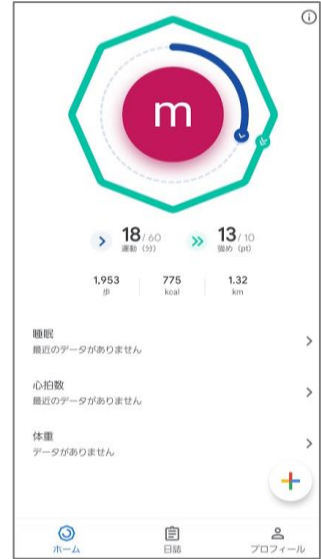 m
18/60
運動 (分)
13/10
強め (pt)
1,953
歩
775
kcal
1.32
km
睡眠
最近のデータがありません
心拍数
最近のデータがありません
体重
データがありません
ホーム
日誌
プロフィール